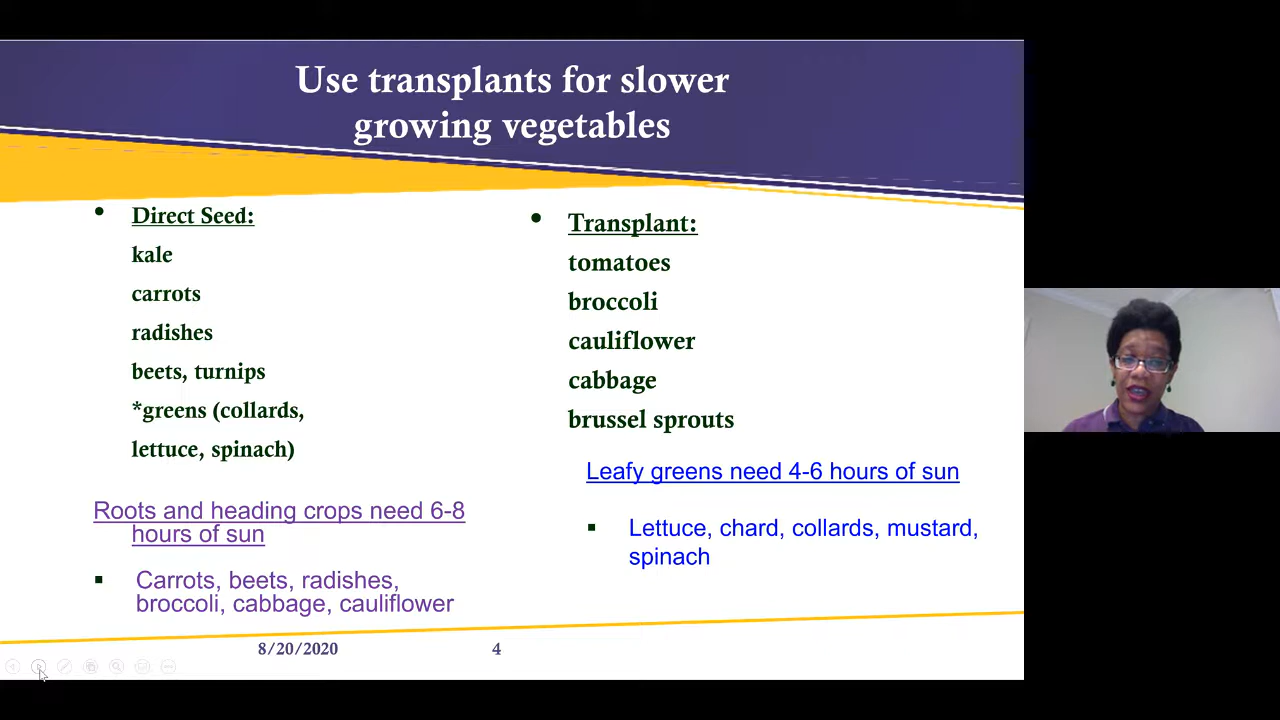 Use transplants for slower
growing vegetables
• Direct Seed:
kale
carrots
radishes
beets, turnips
*greens (collards,
lettuce, spinach)
Roots and heading crops need 6-8
hours of sun
▪ Carrots, beets, radishes,
broccoli, cabbage, cauliflower
• Transplant:
tomatoes
broccoli
cauliflower
cabbage
brussel sprouts
Leafy greens need 4-6 hours of sun
▪ Lettuce, chard, collards, mustard,
spinach
8/20/2020
4